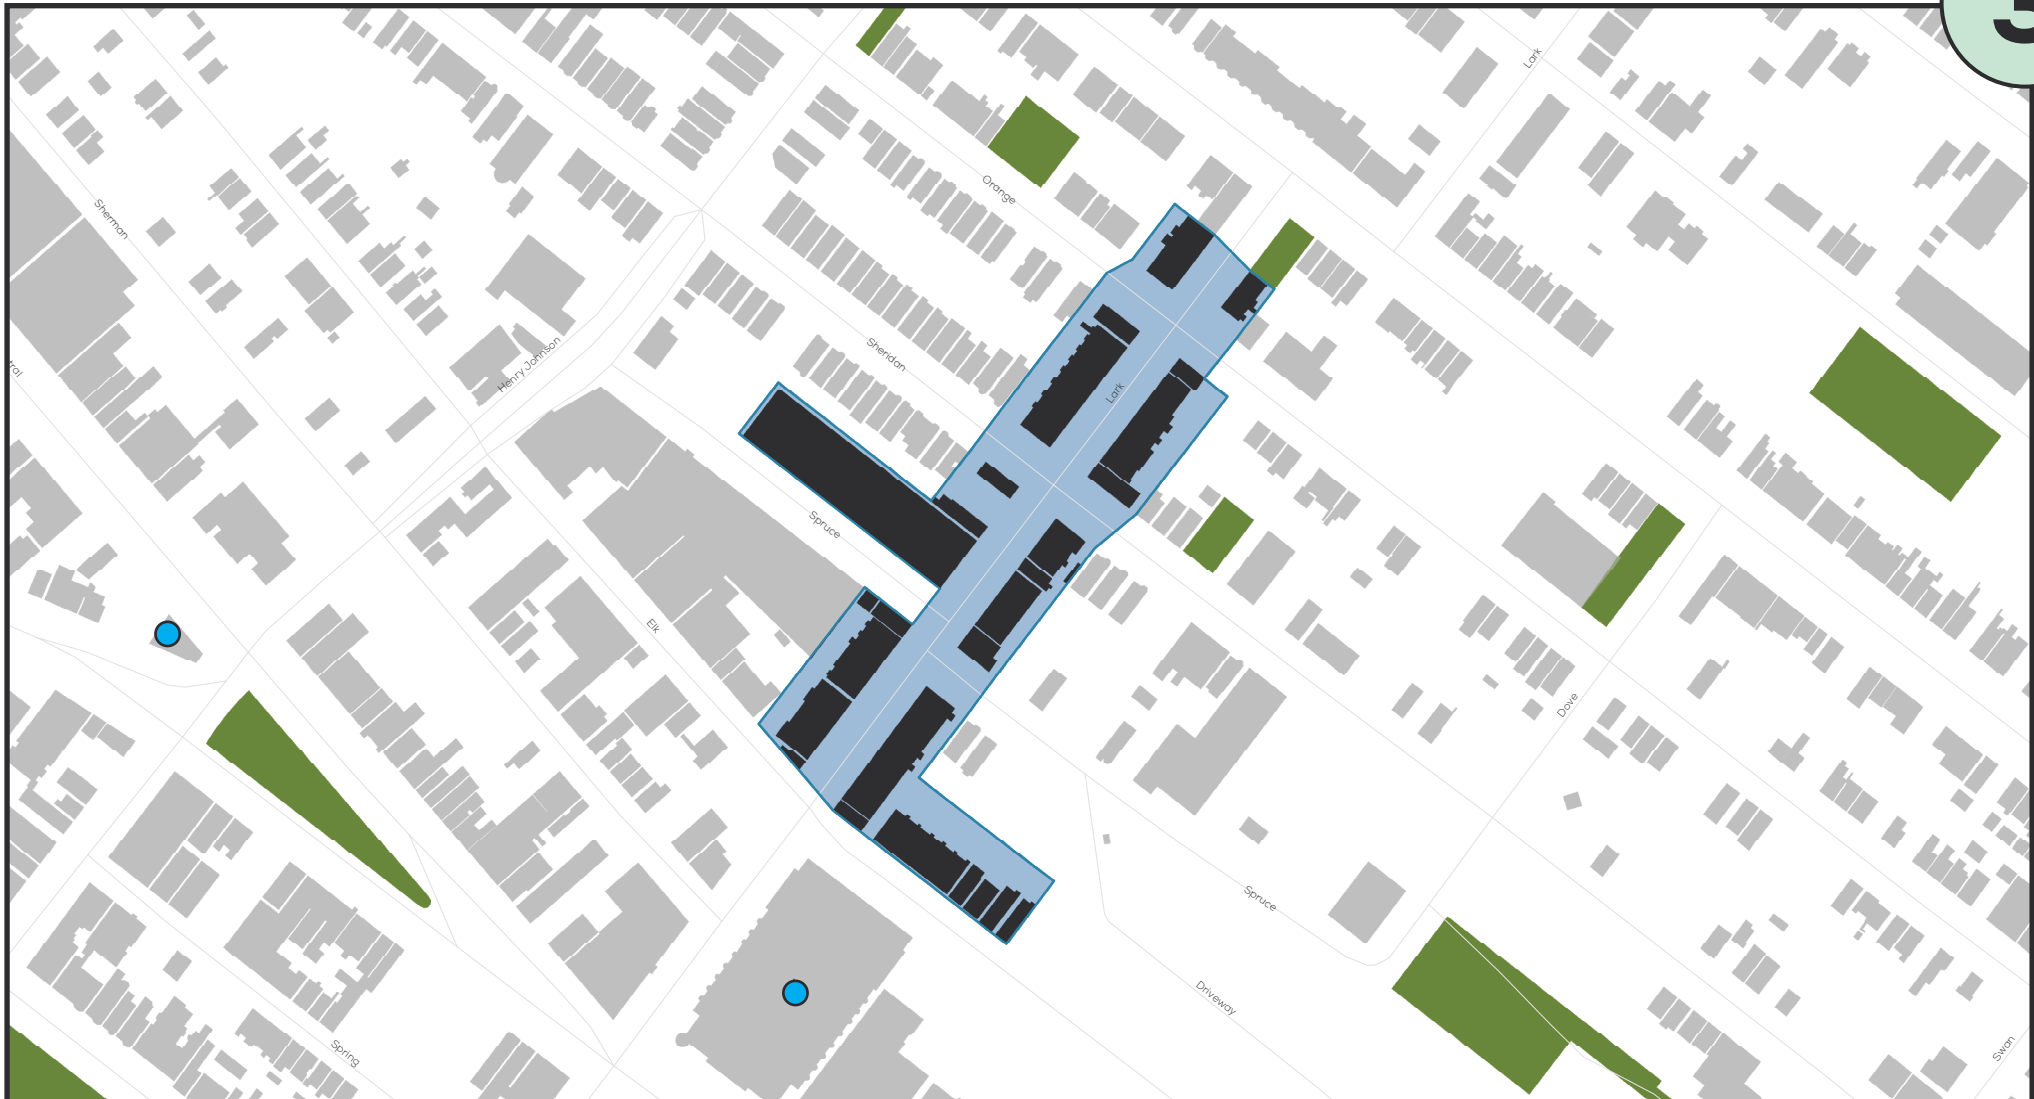 Lark
Orange
Sherman
Henry Johnson
Sheridan
Lark
Spruce
Elk
Dove
Spruce
Driveway
Spring
Swan